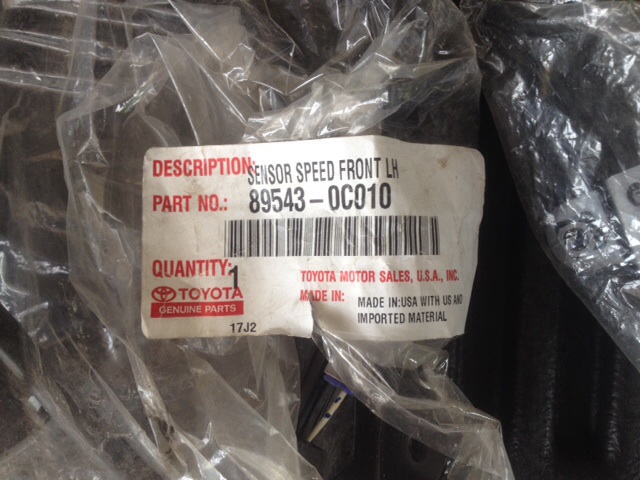 DESCRIPTION: SENSOR SPEED FRONT LH
PART NO.: 89543-0C010
QUANTITY: 1
TOYOTA MOTOR SALES, U.S.A., INC.
TOYOTA
GENUINE PARTS
MADE IN: MADE IN:USA WITH US AND
IMPORTED MATERIAL
17J2